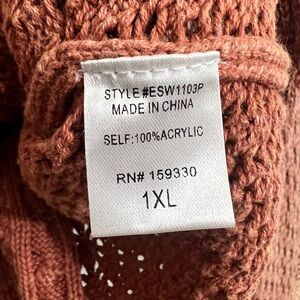 STYLE #ESW1103P
MADE IN CHINA
SELF:100%ACRYLIC
RN# 159330
1XL